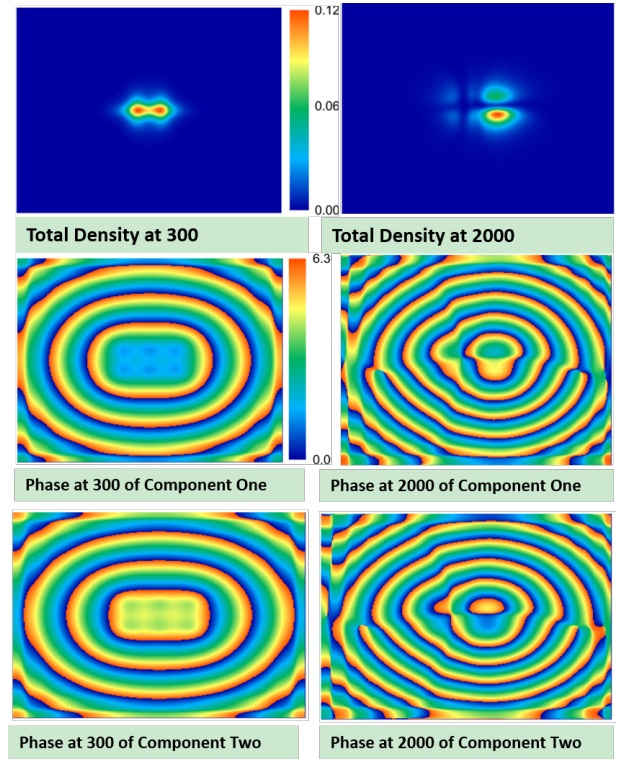 0.12
0.06
0.00
Total Density at 300
Total Density at 2000
6.3
0.0
Phase at 300 of Component One
Phase at 2000 of Component One
Phase at 300 of Component Two
Phase at 2000 of Component Two